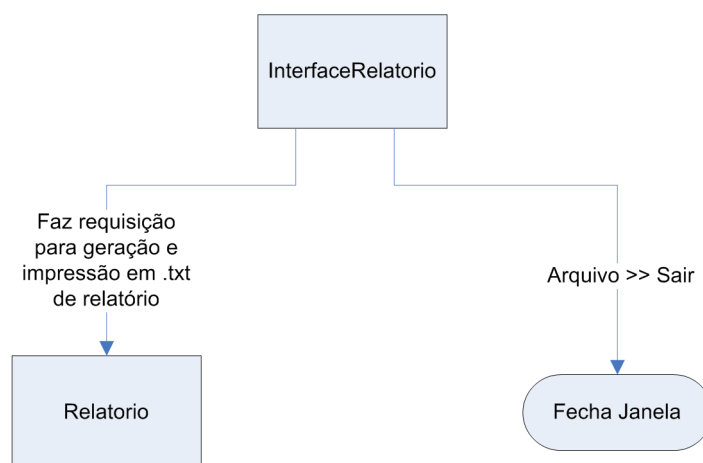 InterfaceRelatorio
Faz requisição
para geração e
impressão em .txt
de relatório
Arquivo >> Sair
Relatorio
Fecha Janela